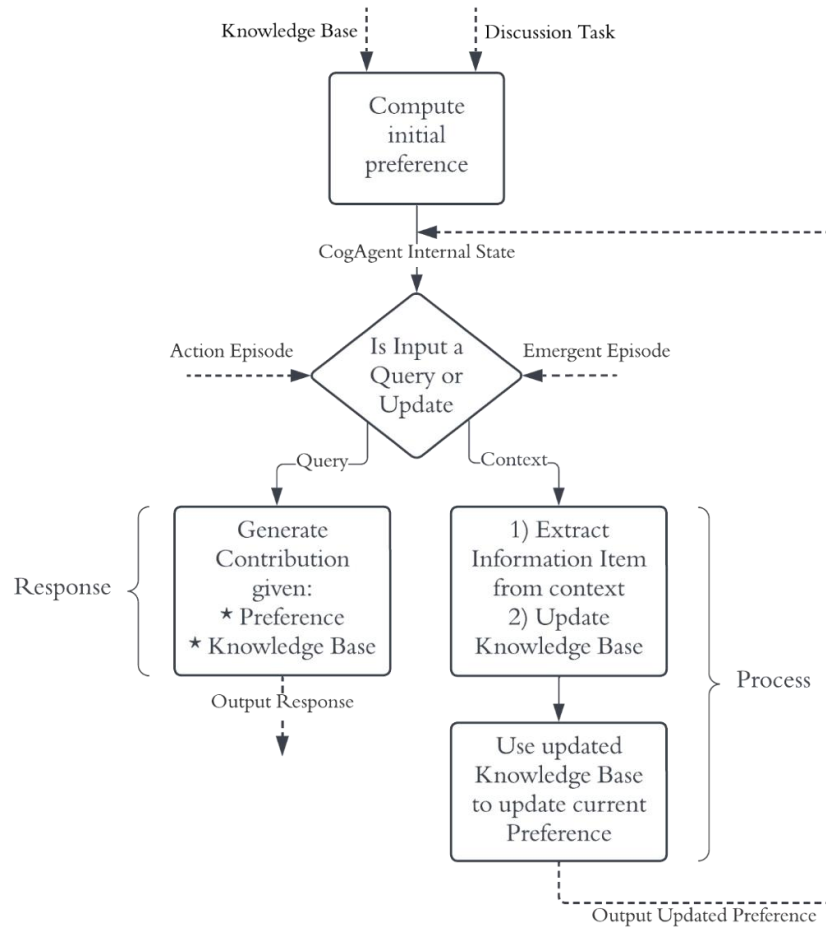 Knowledge Base
Discussion Task
Compute
initial
preference
CogAgent Internal State
Action Episode
Is Input a
Query or
Update
Emergent Episode
Query
Context
Response
Generate
Contribution
given:
★ Preference
★ Knowledge Base
Output Response
1) Extract
Information Item
from context
2) Update
Knowledge Base
Process
Use updated
Knowledge Base
to update current
Preference
Output Updated Preference